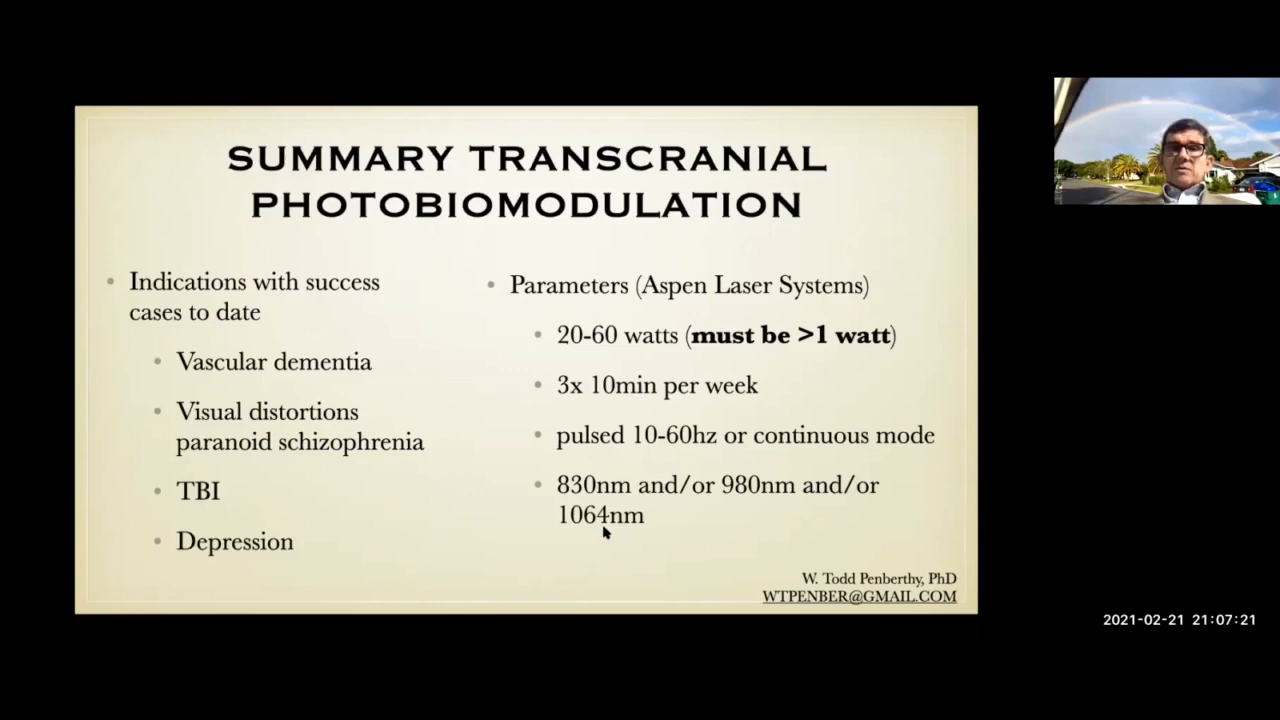 SUMMARY TRANSCRANIAL
PHOTOBIOMODULATION
Indications with success
cases to date
Vascular dementia
Visual distortions
paranoid schizophrenia
TBI
Depression
Parameters (Aspen Laser Systems)
20-60 watts (must be >1 watt)
3x 10min per week
pulsed 10-60hz or continuous mode
830nm and/or 980nm and/or
1064nm
W. Todd Penberthy, PhD
WTPENBER@GMAIL.COM
2021-02-21 21:07:21